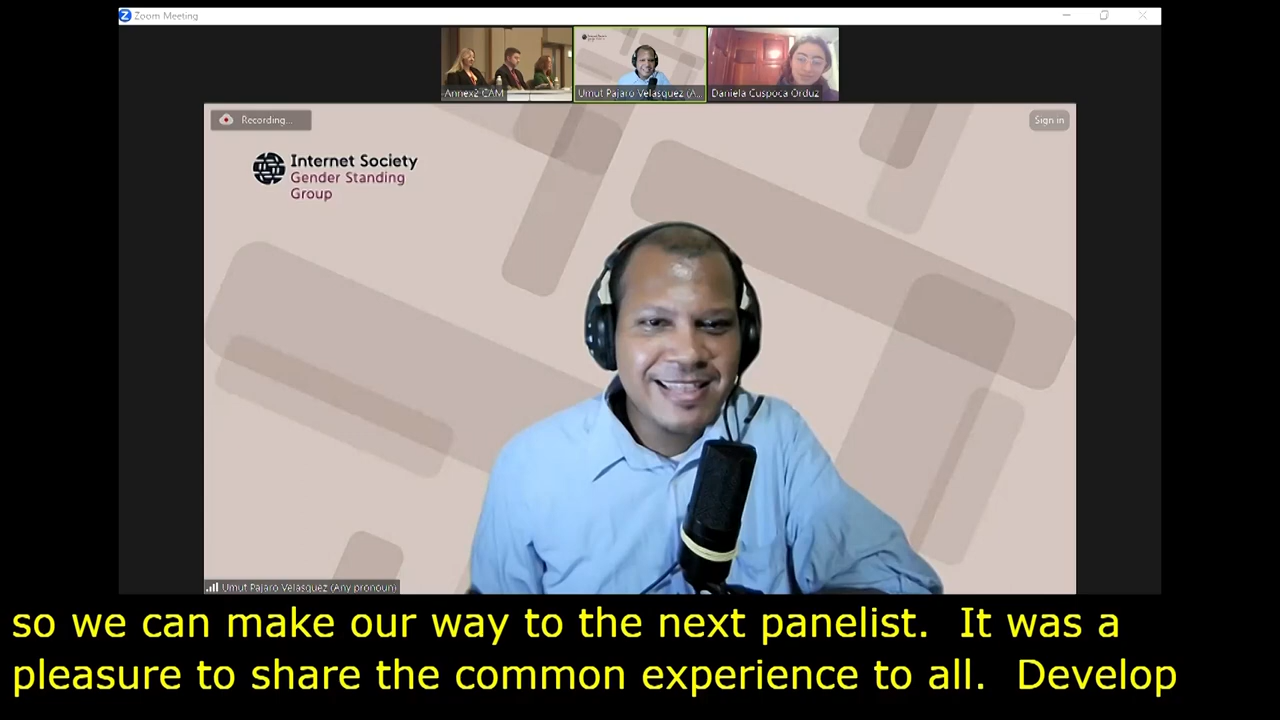 Zoom Meeting
Annex2 CAM
Umut Pajaro Velasquez (A...
Daniela Cuspoca Orduz
Recording...
Sign in
Internet Society
Gender Standing
Group
Umut Pajaro Velasquez (Any pronoun)
so we can make our way to the next panelist.  It was a
pleasure to share the common experience to all.  Develop